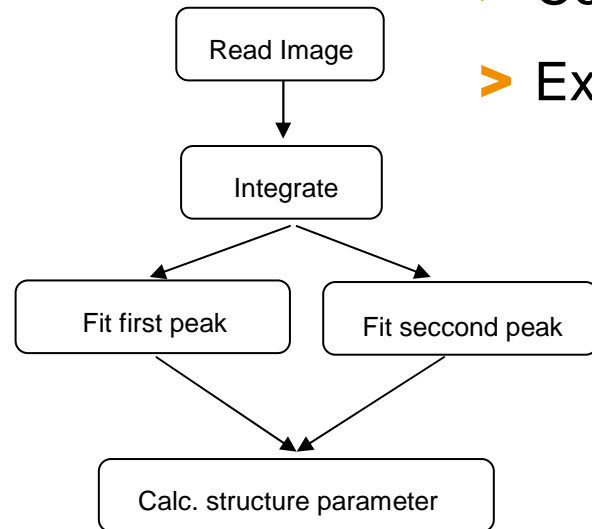 Read Image
> Ex
Integrate
Fit first peak
Fit seccond peak
Calc. structure parameter